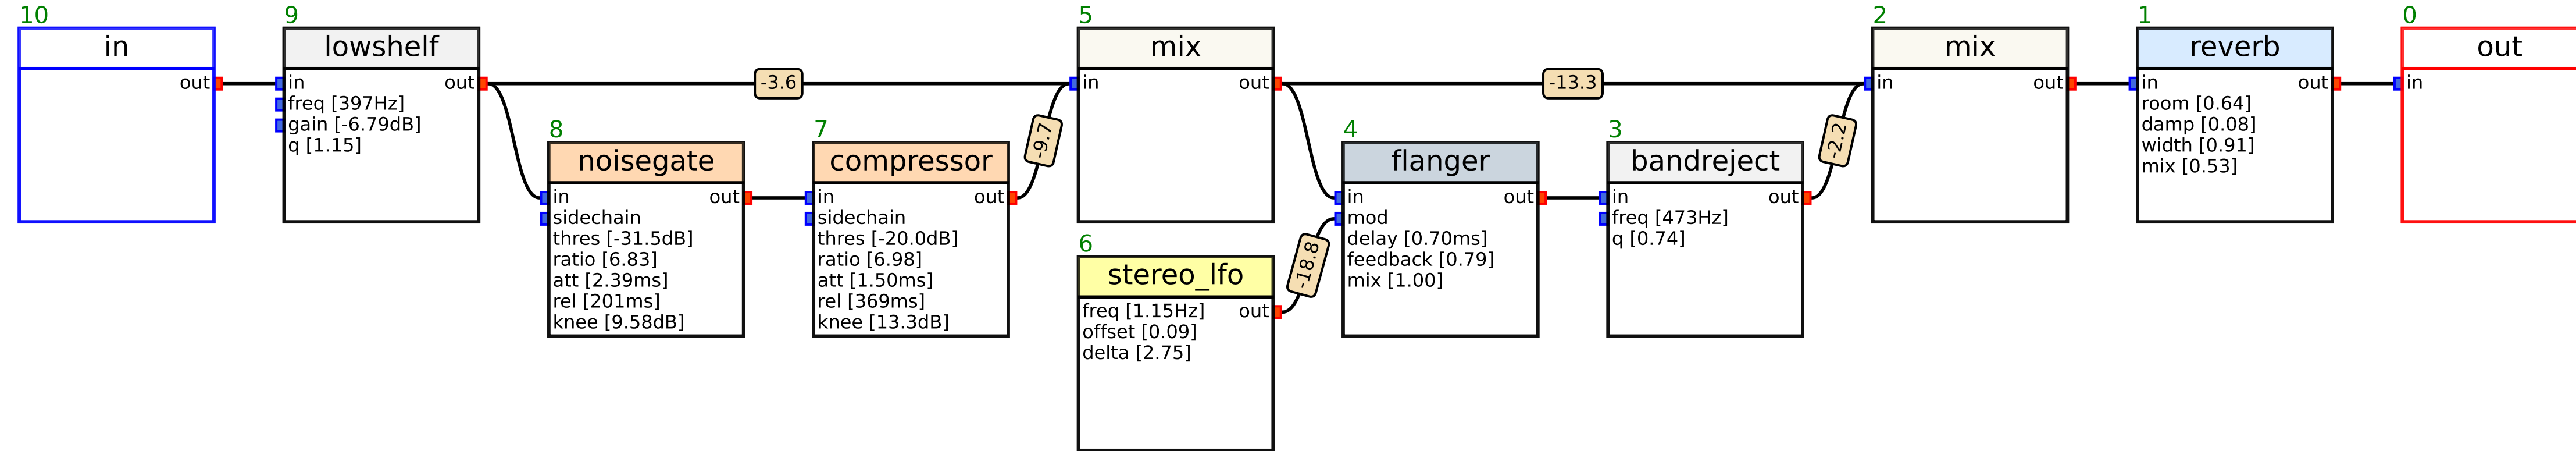 10
in
out
9
lowshelf
in
out
freq [397Hz]
gain [-6.79dB]
q [1.15]
-3.6
8
noisegate
in
out
sidechain
thres [-31.5dB]
ratio [6.83]
att [2.39ms]
rel [201ms]
knee [9.58dB]
7
compressor
in
out
sidechain
thres [-20.0dB]
ratio [6.98]
att [1.50ms]
rel [369ms]
knee [13.3dB]
-9.7
5
mix
in
out
6
stereo_lfo
freq [1.15Hz]
out
offset [0.09]
delta [2.75]
-18.8
-13.3
4
flanger
in
out
mod
delay [0.70ms]
feedback [0.79]
mix [1.00]
3
bandreject
in
out
freq [473Hz]
q [0.74]
-2.2
2
mix
in
out
1
reverb
in
out
room [0.64]
damp [0.08]
width [0.91]
mix [0.53]
0
out
in